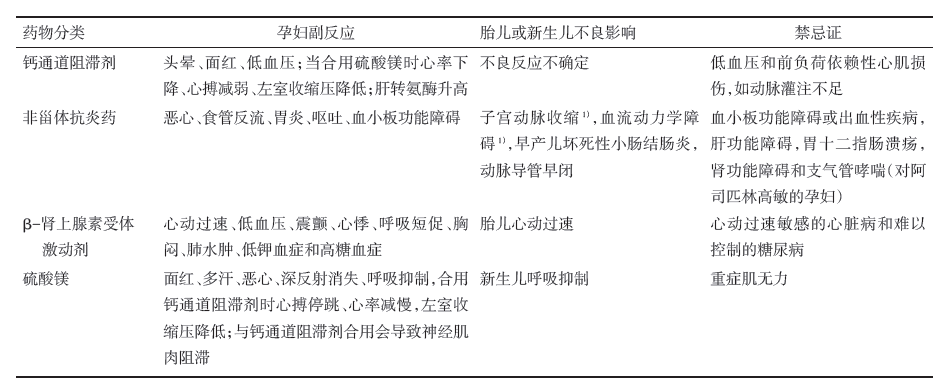 药物分类 孕妇副反应 胎儿或新生儿不良影响 禁忌证
钙通道阻滞剂 头晕、面红、低血压;当合用硫酸镁时心率下 不良反应不确定 低血压和前负荷依赖性心肌损
降、心搏减弱、左室收缩压降低;肝转氨酶升高 伤,如动脉灌注不足
非甾体抗炎药 恶心、食管反流、胃炎、呕吐、血小板功能障碍 子宫动脉收缩1),血流动力学障 血小板功能障碍或出血性疾病,
碍1),早产儿坏死性小肠结肠炎, 肝功能障碍,胃十二指肠溃疡,
动脉导管早闭 肾功能障碍和支气管哮喘(对阿
司匹林高敏的孕妇)
β-肾上腺素受体 心动过速、低血压、震颤、心悸、呼吸短促、胸 胎儿心动过速 心动过速敏感的心脏病和难以
激动剂 闷、肺水肿、低钾血症和高糖血症 控制的糖尿病
硫酸镁 面红、多汗、恶心、深反射消失、呼吸抑制,合用 新生儿呼吸抑制 重症肌无力
钙通道阻滞剂时心搏停跳、心率减慢,左室收
缩压降低;与钙通道阻滞剂合用会导致神经肌
肉阻滞